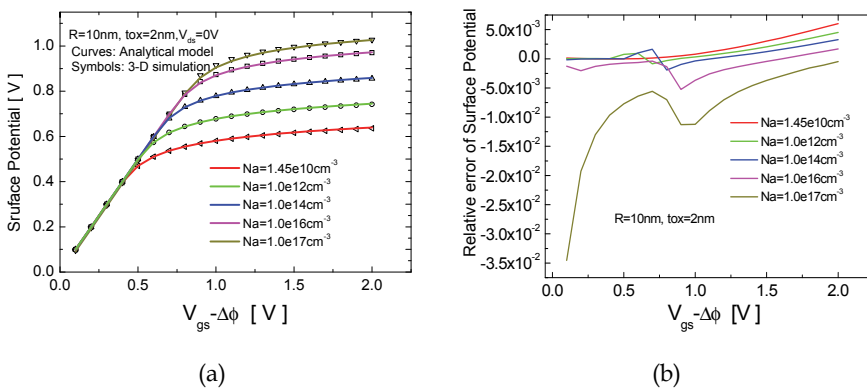 R=10nm, tox=2nm,V_ds=0V
Curves: Analytical model
Symbols: 3-D simulation
Sruface Potential [ V ]
1.0
0.8
0.6
0.4
0.2
0.0
Na=1.45e10cm⁻³
Na=1.0e12cm⁻³
Na=1.0e14cm⁻³
Na=1.0e16cm⁻³
Na=1.0e17cm⁻³
0.0 0.5 1.0 1.5 2.0
V_gs-Δϕ [ V ]
(a)
Relative error of Surface Potential
5.0x10⁻³
0.0
-5.0x10⁻³
-1.0x10⁻²
-1.5x10⁻²
-2.0x10⁻²
-2.5x10⁻²
-3.0x10⁻²
-3.5x10⁻²
Na=1.45e10cm⁻³
Na=1.0e12cm⁻³
Na=1.0e14cm⁻³
Na=1.0e16cm⁻³
Na=1.0e17cm⁻³
R=10nm, tox=2nm
0.0 0.5 1.0 1.5 2.0
V_gs-Δϕ [V]
(b)